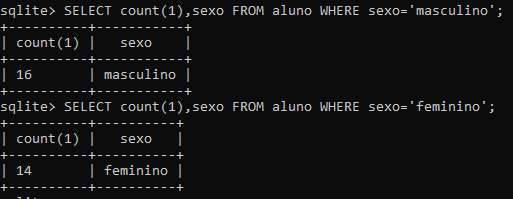 sqlite> SELECT count(1),sexo FROM aluno WHERE sexo='masculino';
+----------+-----------+
| count(1) |   sexo    |
+----------+-----------+
| 16       | masculino |
+----------+-----------+
sqlite> SELECT count(1),sexo FROM aluno WHERE sexo='feminino';
+----------+----------+
| count(1) |   sexo   |
+----------+----------+
| 14       | feminino |
+----------+----------+